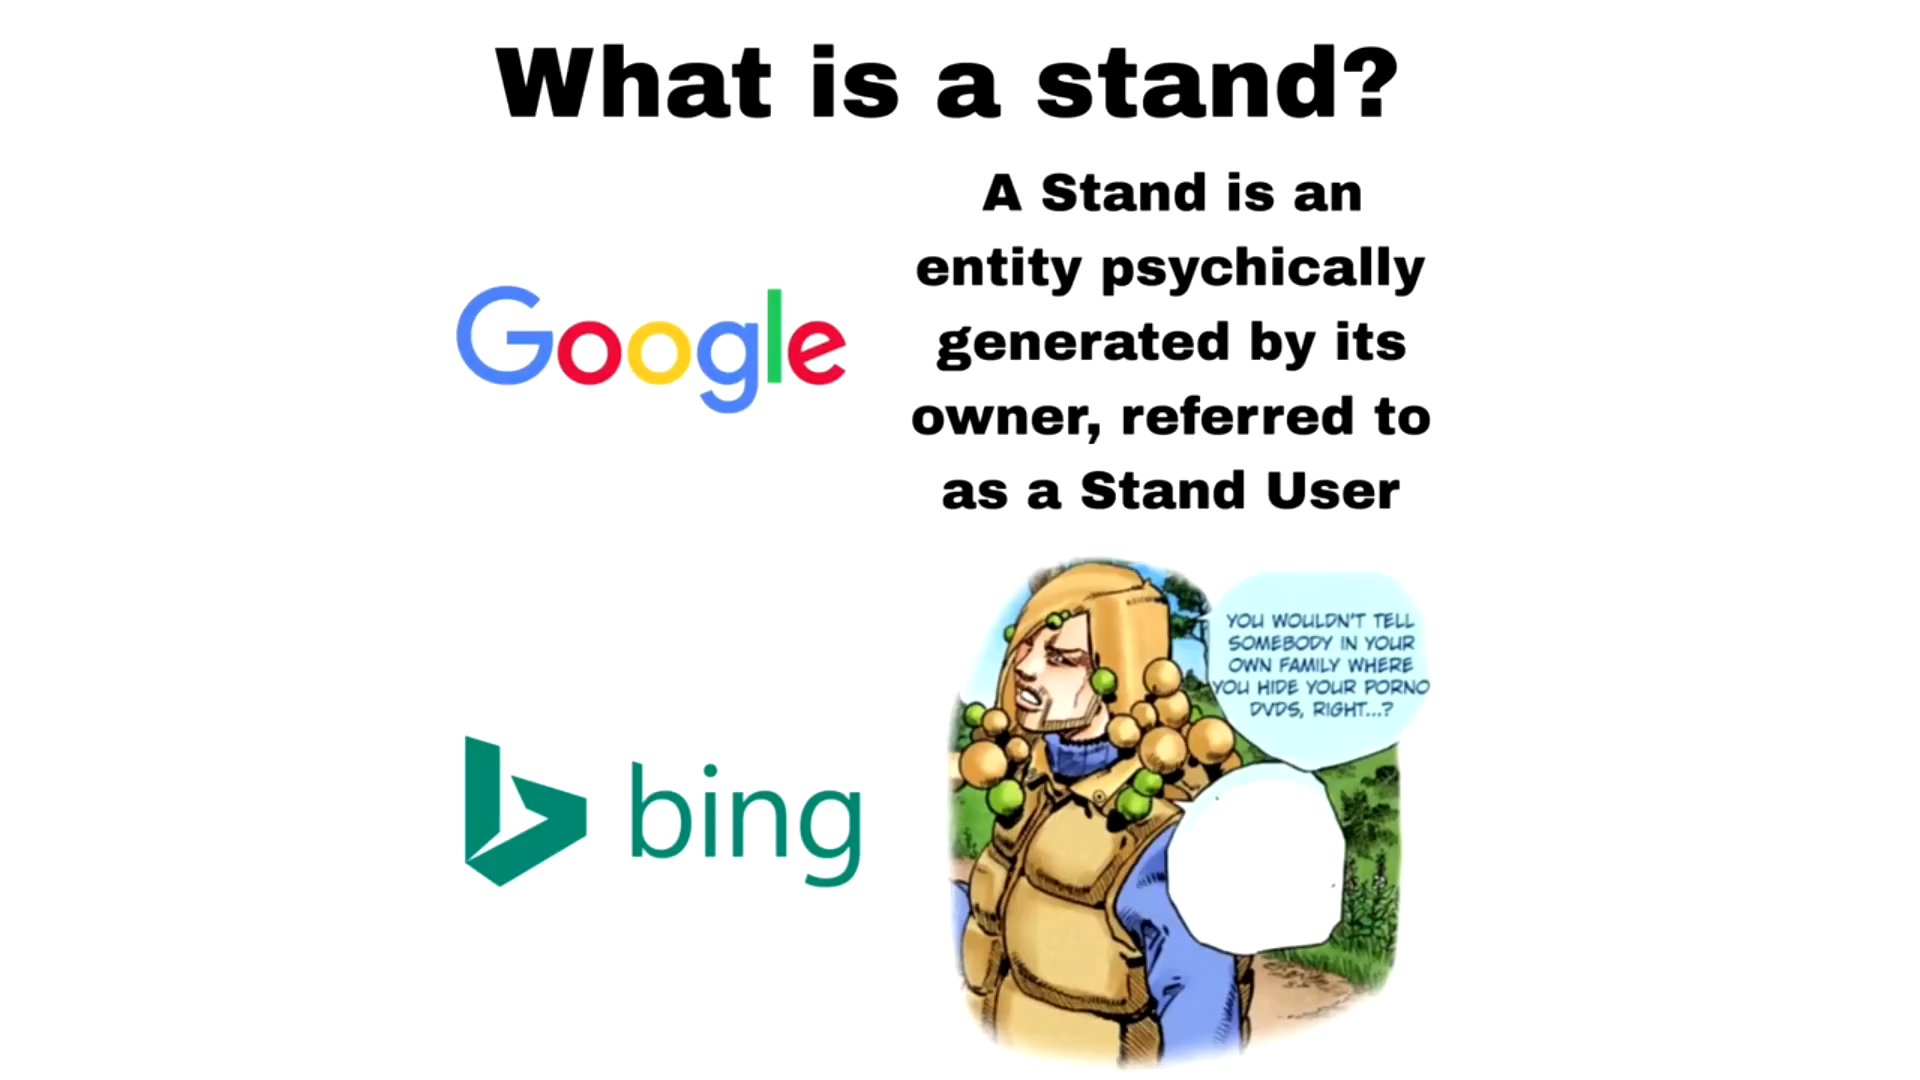 What is a stand?
Google
A Stand is an
entity psychically
generated by its
owner, referred to
as a Stand User
bing
YOU WOULDN'T TELL
SOMEBODY IN YOUR
OWN FAMILY WHERE
YOU HIDE YOUR PORNO
DVDS, RIGHT...?